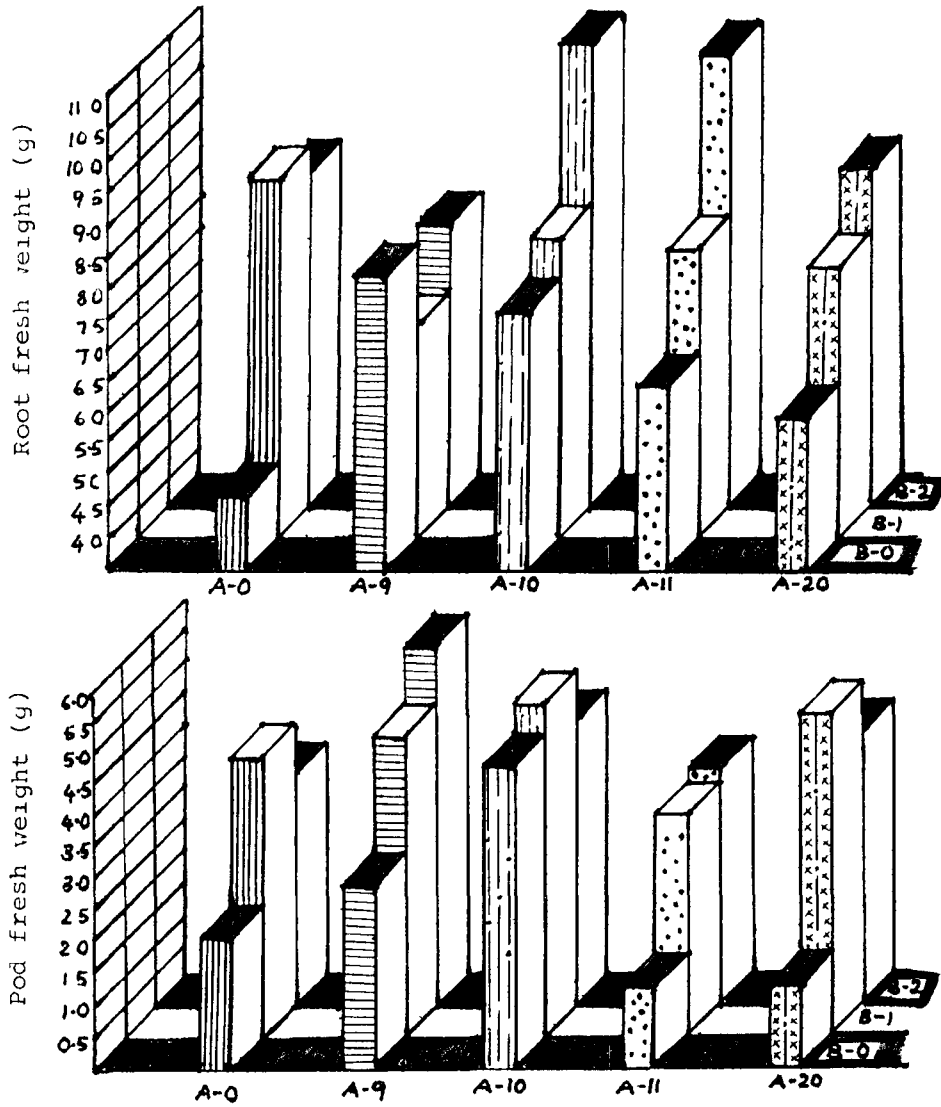 Root fresh weight (g)
11 0
10.5
10 0
9 5
9 0
8.5
8 0
7 5
7 0
6 5
6 0
5.5
5 0
4 5
4 0
B-2
B-1
B-0
A-0 A-9 A-10 A-11 A-20
Pod fresh weight (g)
6.0
5.5
5.0
4.5
4.0
3.5
3.0
2 5
2 0
1 5
1.0
0.5
B-2
B-1
B-0
A-0 A-9 A-10 A-11 A-20